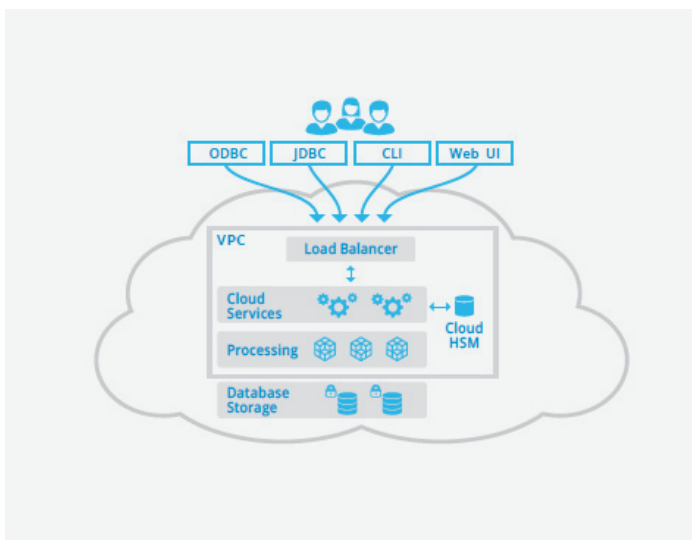 ODBC
JDBC
CLI
Web UI
VPC
Load Balancer
Cloud
Services
Cloud
HSM
Processing
Database
Storage